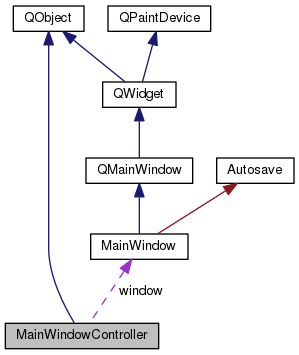 QObject
QPaintDevice
QWidget
QMainWindow
Autosave
MainWindow
window
MainWindowController